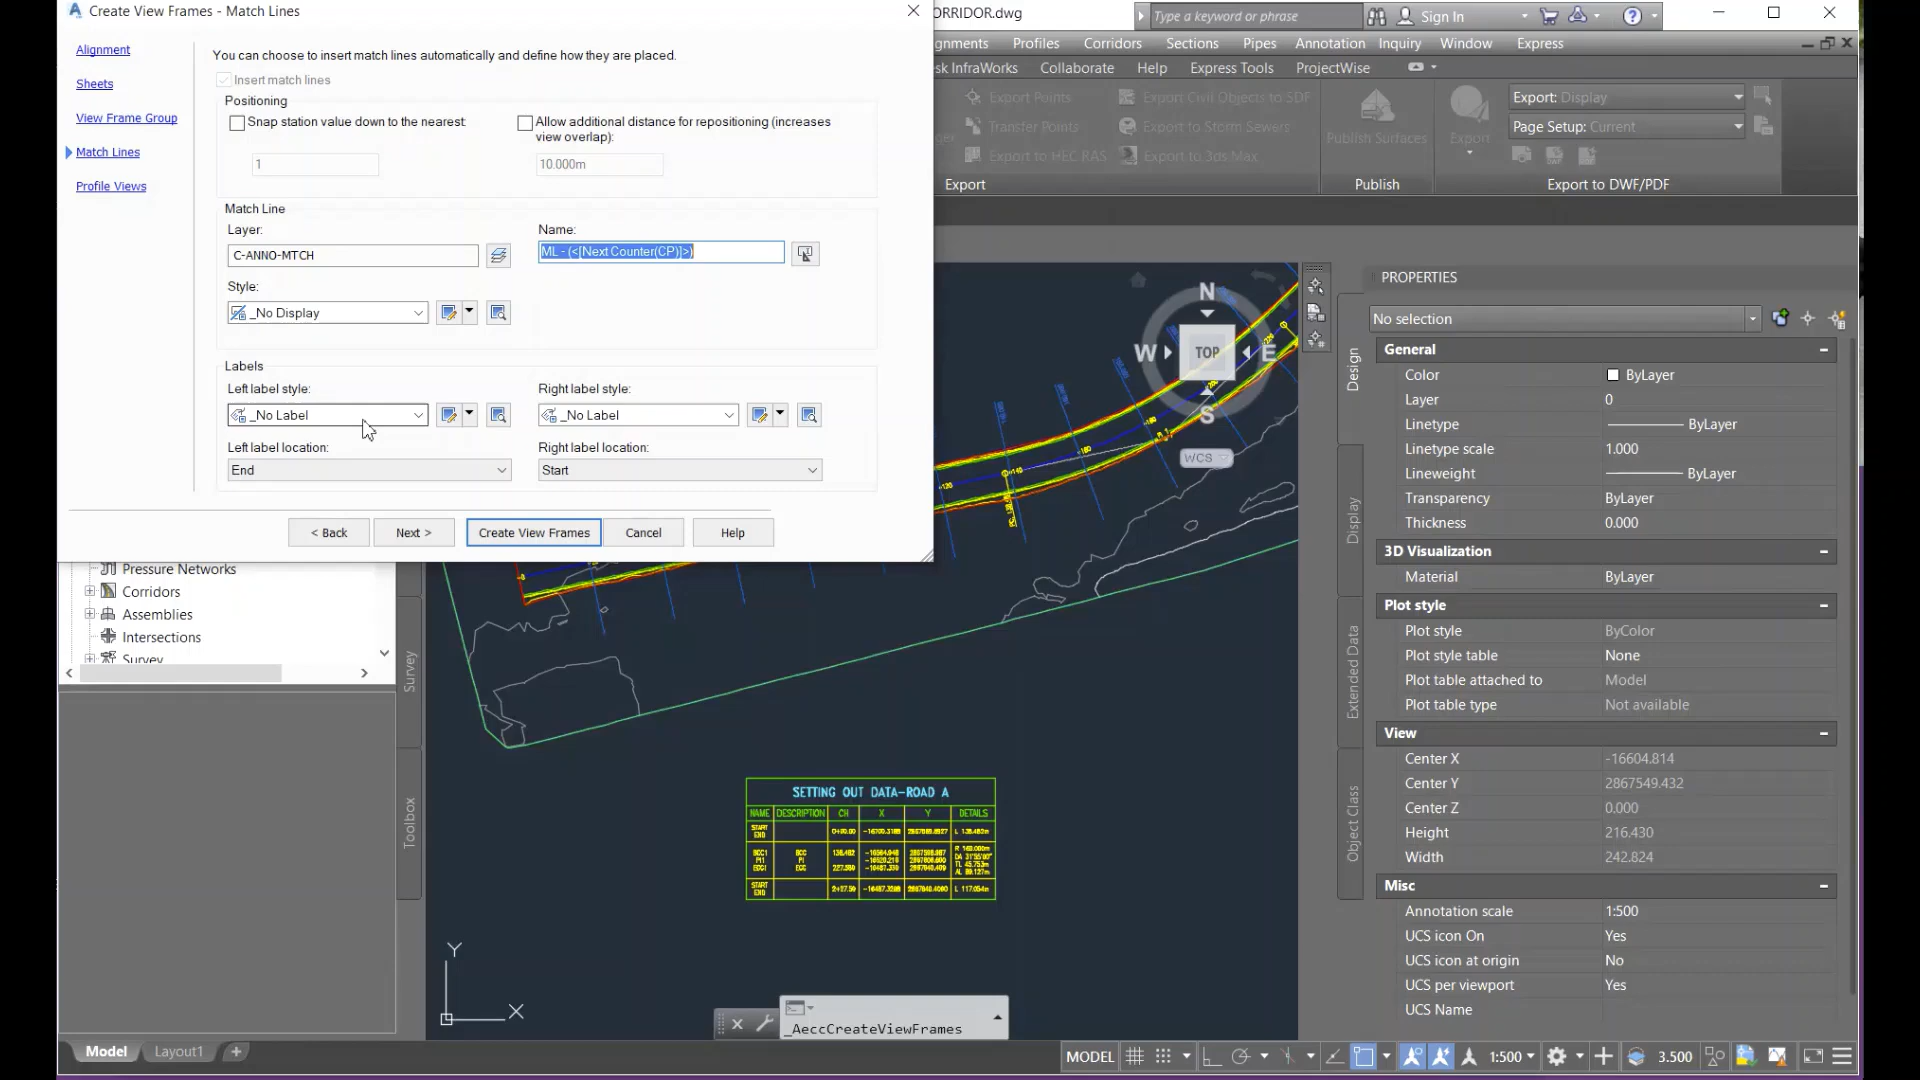 Create View Frames - Match Lines
ORRIDOR.dwg
Type a keyword or phrase
Sign In
Alignment
Sheets
View Frame Group
Match Lines
Profile Views
You can choose to insert match lines automatically and define how they are placed.
Insert match lines
Positioning
Snap station value down to the nearest:
Allow additional distance for repositioning (increases
view overlap):
1
10.000m
Match Line
Layer:
Name:
C-ANNO-MTCH
ML - (<[Next Counter(CP)]>)
Style:
_No Display
Labels
Left label style:
Right label style:
_No Label
_No Label
Left label location:
Right label location:
End
Start
< Back
Next >
Create View Frames
Cancel
Help
gnments
Profiles
Corridors
Sections
Pipes
Annotation
Inquiry
Window
Express
sk InfraWorks
Collaborate
Help
Express Tools
ProjectWise
Export Points
Export Civil Objects to SDF
Transfer Points
Export to Storm Sewers
Export to HEC RAS
Export to 3ds Max
Publish Surfaces
Export
Export: Display
Page Setup: Current
Export
Publish
Export to DWF/PDF
N
W
TOP
E
S
WCS
Pressure Networks
Corridors
Assemblies
Intersections
Survey
Survey
Toolbox
SETTING OUT DATA-ROAD A
NAME
DESCRIPTION
CH
X
Y
DETAILS
START
END
BCC1
PI1
ECC1
BCC
PI
ECC
START
END
Y
X
_AeccCreateViewFrames
Model
Layout1
+
MODEL
1:500
3.500
PROPERTIES
No selection
Design
Display
Extended Data
Object Class
General
Color
ByLayer
Layer
0
Linetype
ByLayer
Linetype scale
1.000
Lineweight
ByLayer
Transparency
ByLayer
Thickness
0.000
3D Visualization
Material
ByLayer
Plot style
Plot style
ByColor
Plot style table
None
Plot table attached to
Model
Plot table type
Not available
View
Center X
-16604.814
Center Y
2867549.432
Center Z
0.000
Height
216.430
Width
242.824
Misc
Annotation scale
1:500
UCS icon On
Yes
UCS icon at origin
No
UCS per viewport
Yes
UCS Name